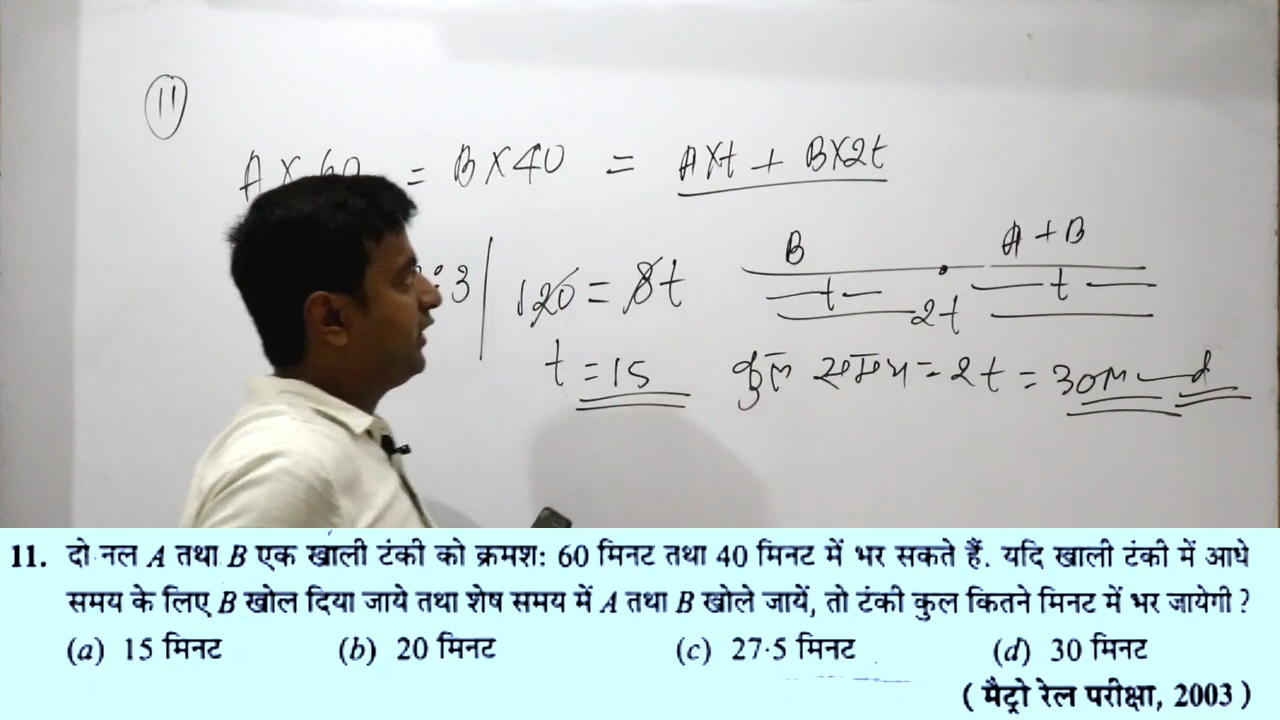 11
A × 60 = B × 40 = A×t + B×2t
:3 | 120 = 8t
B A + B
t t
2t
t = 15 कुल समय = 2t = 30M — d
11. दो नल A तथा B एक खाली टंकी को क्रमश: 60 मिनट तथा 40 मिनट में भर सकते हैं. यदि खाली टंकी में आधे
समय के लिए B खोल दिया जाये तथा शेष समय में A तथा B खोले जायें, तो टंकी कुल कितने मिनट में भर जायेगी ?
(a) 15 मिनट (b) 20 मिनट (c) 27·5 मिनट (d) 30 मिनट
( मैट्रो रेल परीक्षा, 2003 )